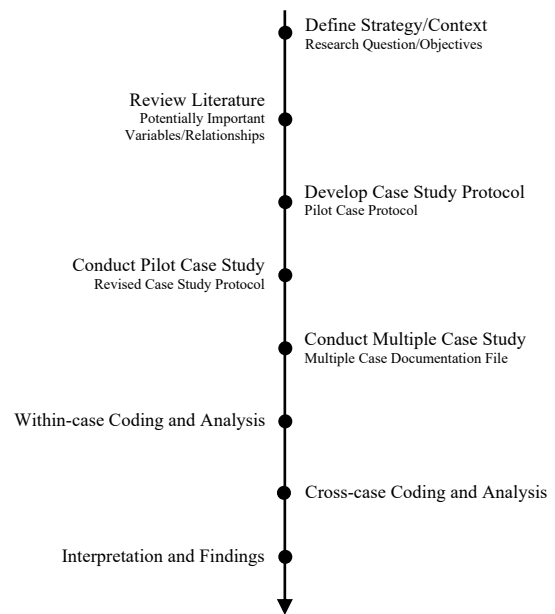 Define Strategy/Context
Research Question/Objectives
Review Literature
Potentially Important
Variables/Relationships
Develop Case Study Protocol
Pilot Case Protocol
Conduct Pilot Case Study
Revised Case Study Protocol
Conduct Multiple Case Study
Multiple Case Documentation File
Within-case Coding and Analysis
Cross-case Coding and Analysis
Interpretation and Findings